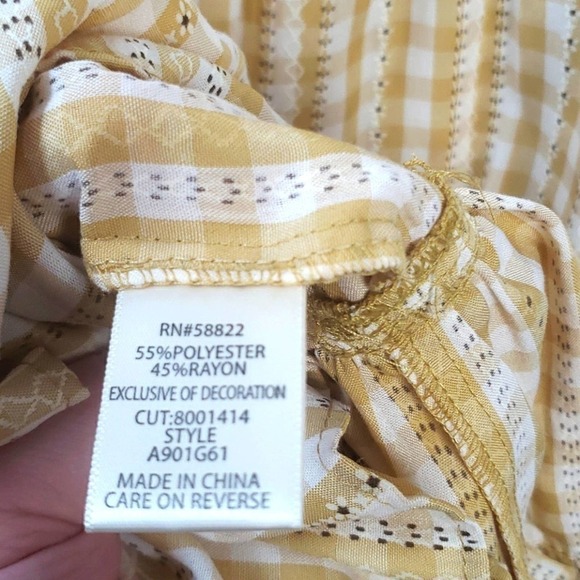 RN#58822
55%POLYESTER
45%RAYON
EXCLUSIVE OF DECORATION
CUT:8001414
STYLE
A901G61
MADE IN CHINA
CARE ON REVERSE